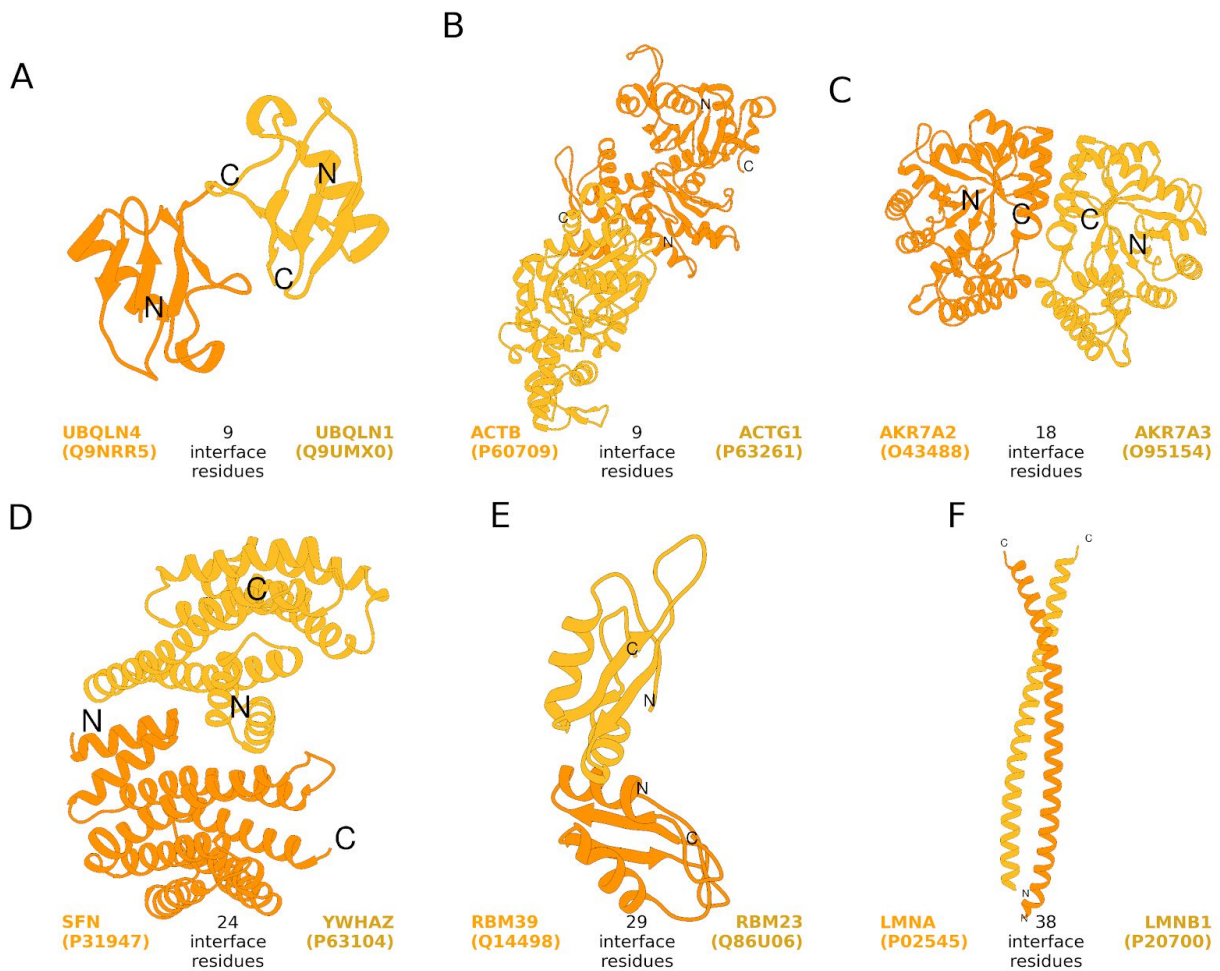 A
C
N
C
N
UBQLN4
(Q9NRR5)
9
interface
residues
UBQLN1
(Q9UMX0)
B
N
C
C
N
ACTB
(P60709)
9
interface
residues
ACTG1
(P63261)
C
N
C
C
N
AKR7A2
(O43488)
18
interface
residues
AKR7A3
(O95154)
D
C
N
N
C
SFN
(P31947)
24
interface
residues
YWHAZ
(P63104)
E
C
N
N
C
RBM39
(Q14498)
29
interface
residues
RBM23
(Q86U06)
F
C
C
N
N
LMNA
(P02545)
38
interface
residues
LMNB1
(P20700)